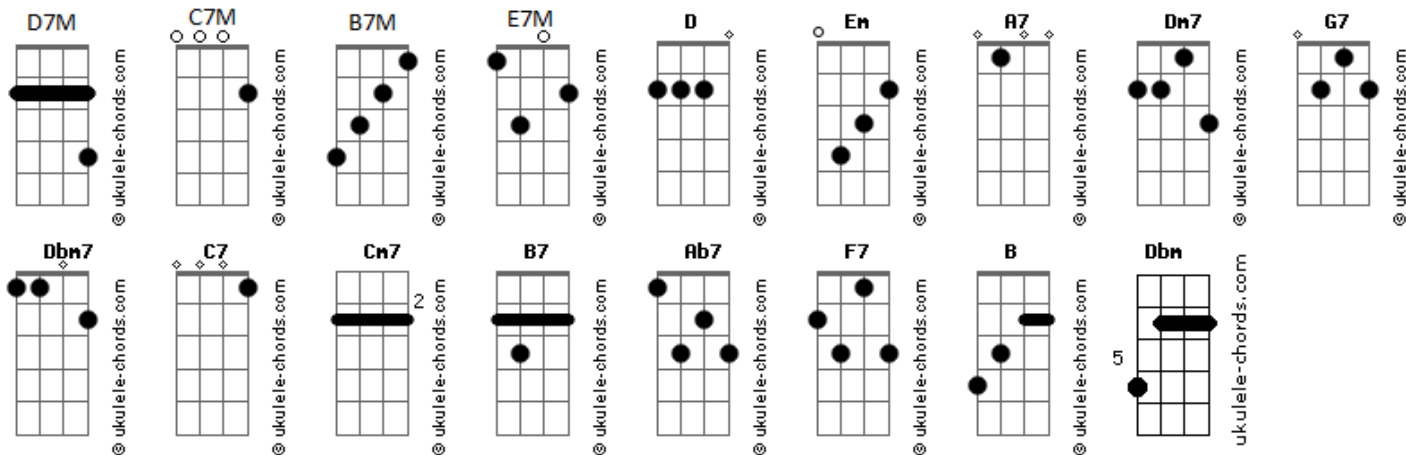 D7M C7M B7M E7M D Em A7 Dm7 G7
© ukulele-chords.com © ukulele-chords.com © ukulele-chords.com © ukulele-chords.com © ukulele-chords.com © ukulele-chords.com © ukulele-chords.com © ukulele-chords.com © ukulele-chords.com
Dbm7 C7 Cm7 B7 Ab7 F7 B Dbm
2
5
© ukulele-chords.com © ukulele-chords.com © ukulele-chords.com © ukulele-chords.com © ukulele-chords.com © ukulele-chords.com © ukulele-chords.com ukulele-chords.com